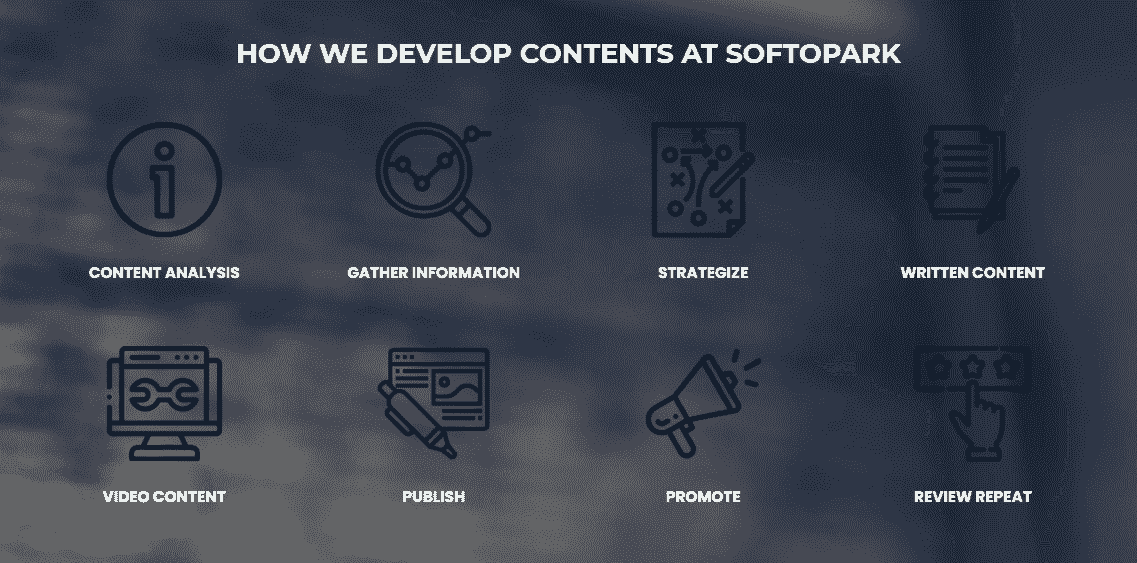 HOW WE DEVELOP CONTENTS AT SOFTOPARK
CONTENT ANALYSIS
GATHER INFORMATION
STRATEGIZE
WRITTEN CONTENT
VIDEO CONTENT
PUBLISH
PROMOTE
REVIEW REPEAT